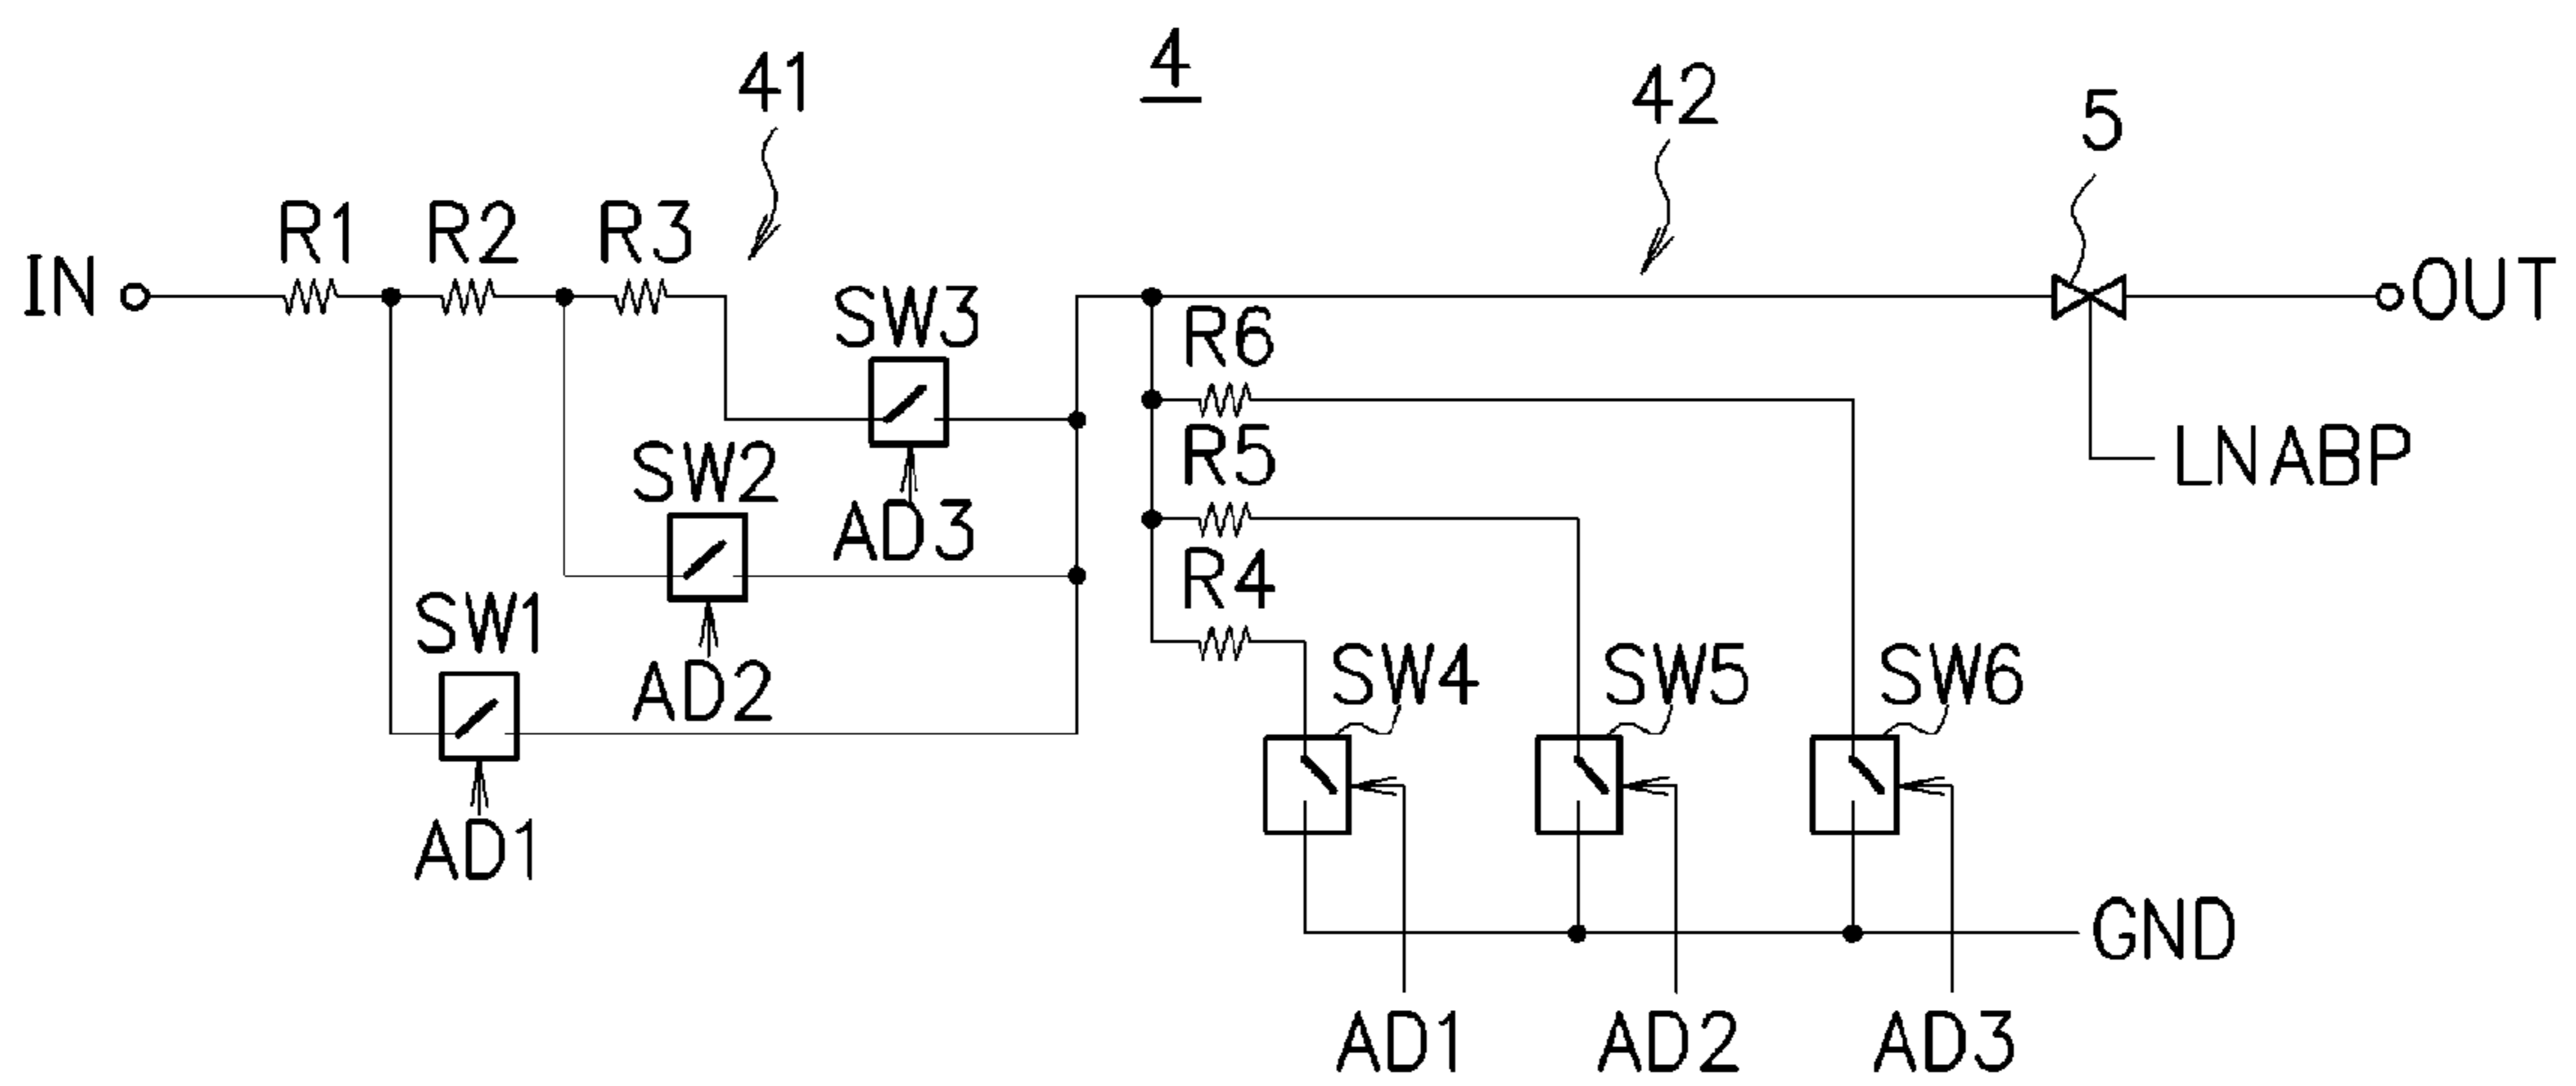 4
41
42
5
R1 R2 R3
IN
OUT
SW3
R6
SW2
R5
LNABP
AD3
R4
SW1
SW4 SW5 SW6
AD2
AD1
GND
AD1 AD2 AD3